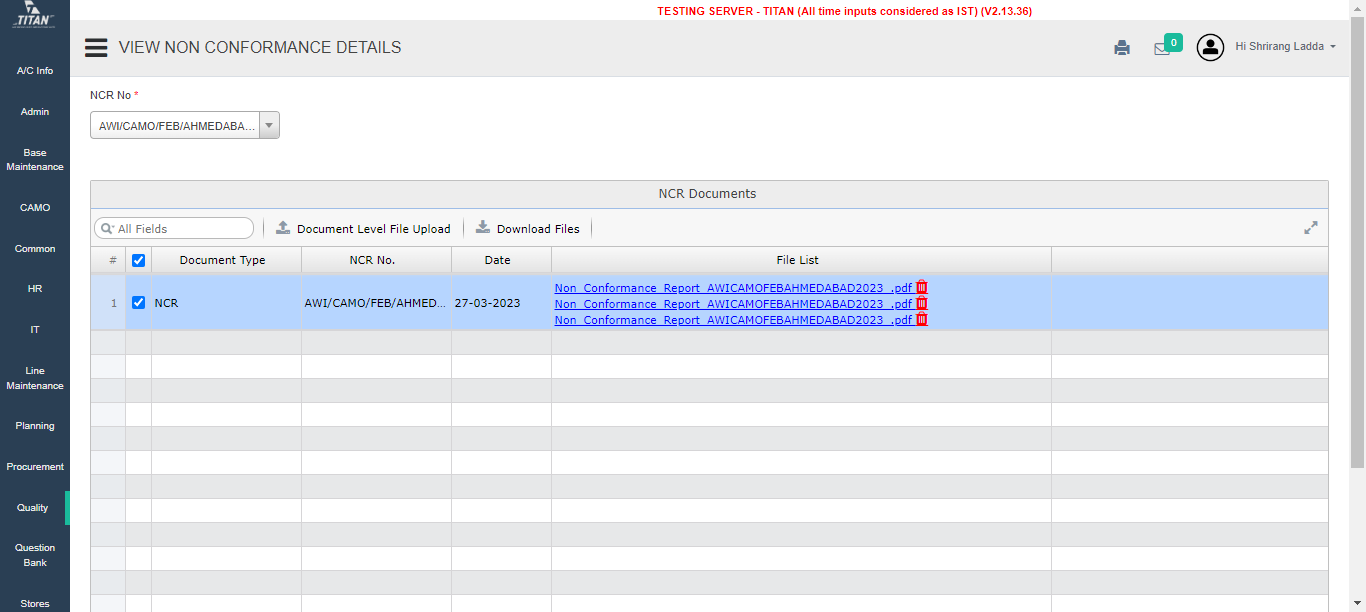 TITAN
TESTING SERVER - TITAN (All time inputs considered as IST) (V2.13.36)
VIEW NON CONFORMANCE DETAILS
0
Hi Shrirang Ladda
A/C Info
Admin
Base
Maintenance
CAMO
Common
HR
IT
Line
Maintenance
Planning
Procurement
Quality
Question
Bank
Stores
NCR No *
AWI/CAMO/FEB/AHMEDABA...
NCR Documents
All Fields
Document Level File Upload
Download Files
# Document Type NCR No. Date File List
1 NCR AWI/CAMO/FEB/AHMED... 27-03-2023
Non_Conformance_Report_AWICAMOFEBAHMEDABAD2023_.pdf
Non_Conformance_Report_AWICAMOFEBAHMEDABAD2023_.pdf
Non_Conformance_Report_AWICAMOFEBAHMEDABAD2023_.pdf